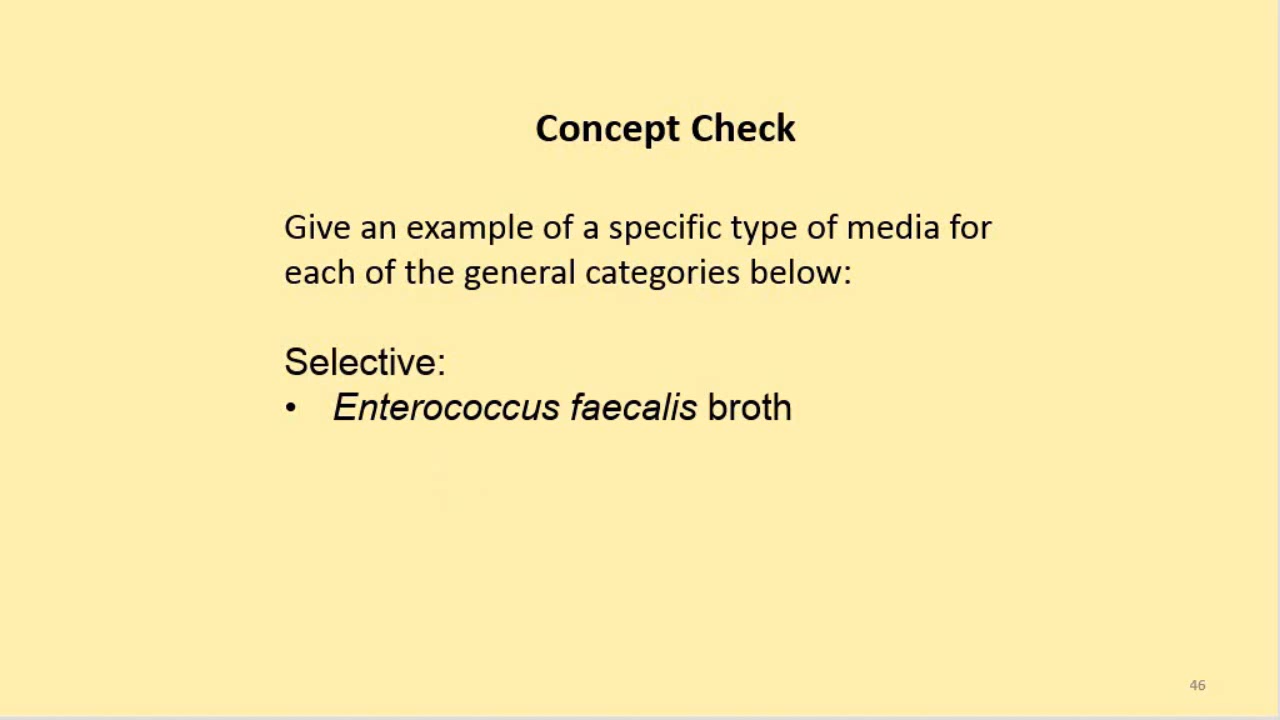 Concept Check
Give an example of a specific type of media for
each of the general categories below:
Selective:
• Enterococcus faecalis broth
46